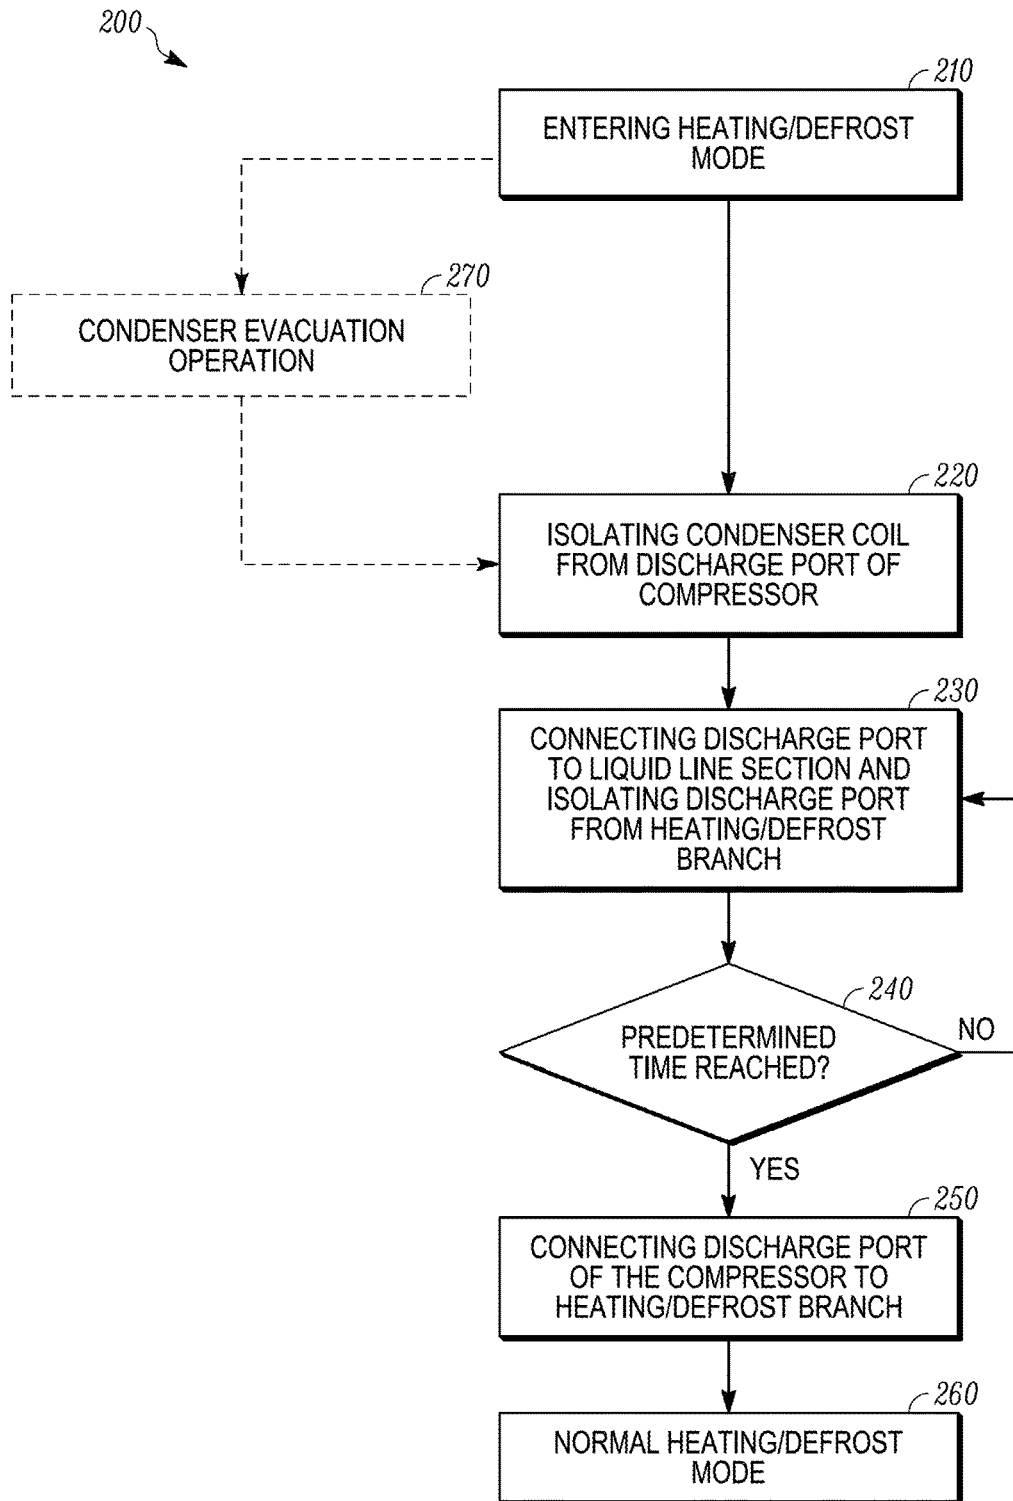 200
210
ENTERING HEATING/DEFROST
MODE
270
CONDENSER EVACUATION
OPERATION
220
ISOLATING CONDENSER COIL
FROM DISCHARGE PORT OF
COMPRESSOR
230
CONNECTING DISCHARGE PORT
TO LIQUID LINE SECTION AND
ISOLATING DISCHARGE PORT
FROM HEATING/DEFROST
BRANCH
240
PREDETERMINED
TIME REACHED?
NO
YES
250
CONNECTING DISCHARGE PORT
OF THE COMPRESSOR TO
HEATING/DEFROST BRANCH
260
NORMAL HEATING/DEFROST
MODE